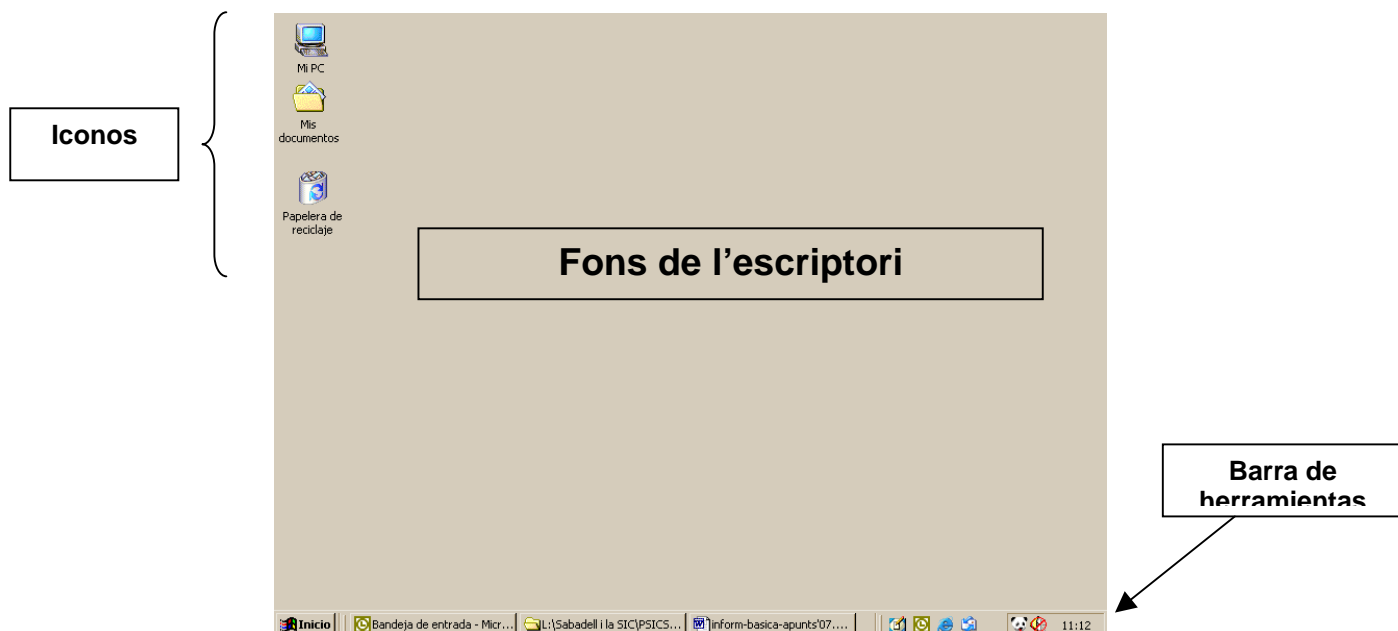 Mi PC
Mis
documentos
Iconos
Papelera de
reciclaje
Fons de l’escriptori
Barra de
herramientas
Inicio
Bandeja de entrada - Micr...
L:\Sabadell i la SIC\PSICS...
inform-basica-apunts'07....
11:12